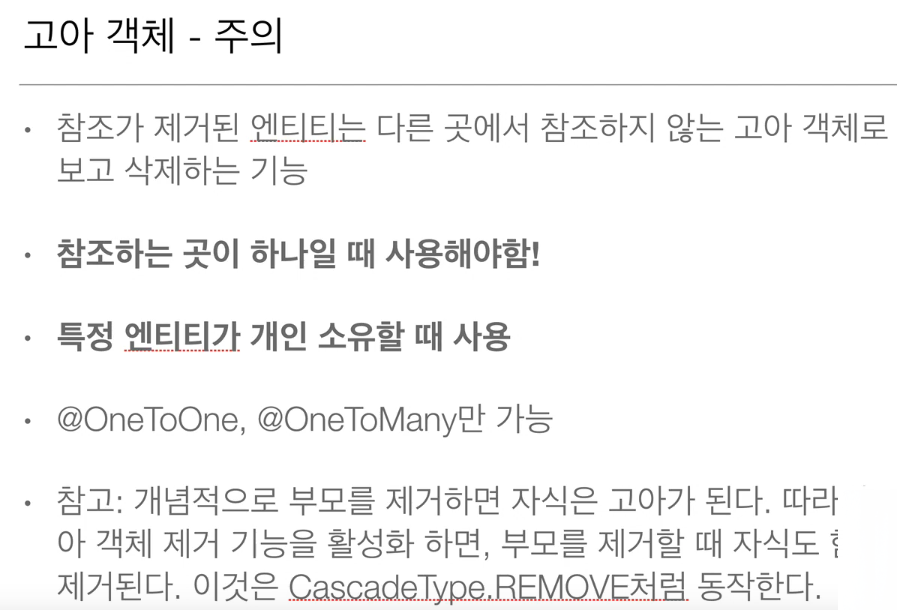 고아 객체 - 주의
• 참조가 제거된 엔티티는 다른 곳에서 참조하지 않는 고아 객체로
보고 삭제하는 기능
• 참조하는 곳이 하나일 때 사용해야함!
• 특정 엔티티가 개인 소유할 때 사용
• @OneToOne, @OneToMany만 가능
• 참고: 개념적으로 부모를 제거하면 자식은 고아가 된다. 따라
아 객체 제거 기능을 활성화 하면, 부모를 제거할 때 자식도
제거된다. 이것은 CascadeType.REMOVE처럼 동작한다.